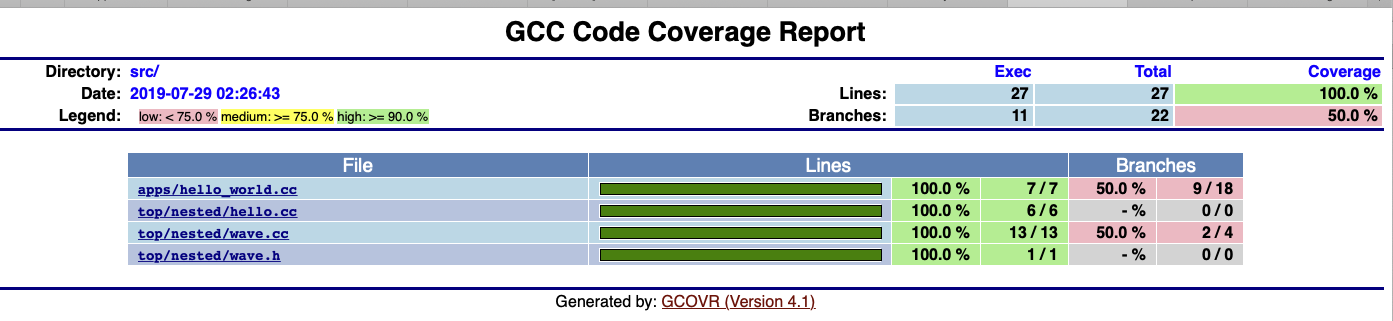 GCC Code Coverage Report
Directory: src/ Exec Total Coverage
Date: 2019-07-29 02:26:43 Lines: 27 27 100.0 %
Legend: low: < 75.0 % medium: >= 75.0 % high: >= 90.0 % Branches: 11 22 50.0 %
File Lines Branches
apps/hello_world.cc 100.0 % 7 / 7 50.0 % 9 / 18
top/nested/hello.cc 100.0 % 6 / 6 - % 0 / 0
top/nested/wave.cc 100.0 % 13 / 13 50.0 % 2 / 4
top/nested/wave.h 100.0 % 1 / 1 - % 0 / 0
Generated by: GCOVR (Version 4.1)